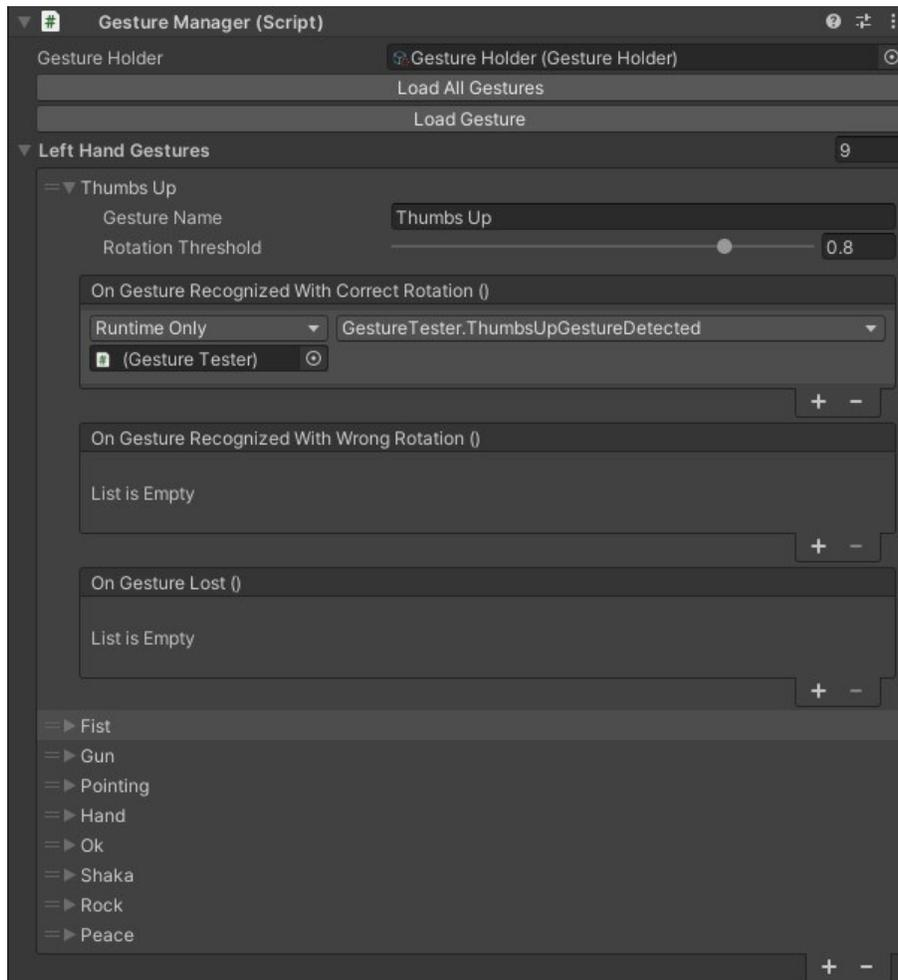 Gesture Manager (Script)
Gesture Holder Gesture Holder (Gesture Holder)
Load All Gestures
Load Gesture
Left Hand Gestures 9
Thumbs Up
Gesture Name Thumbs Up
Rotation Threshold 0.8
On Gesture Recognized With Correct Rotation ()
Runtime Only GestureTester.ThumbsUpGestureDetected
(Gesture Tester)
+ −
On Gesture Recognized With Wrong Rotation ()
List is Empty
+ −
On Gesture Lost ()
List is Empty
+ −
Fist
Gun
Pointing
Hand
Ok
Shaka
Rock
Peace
+ −